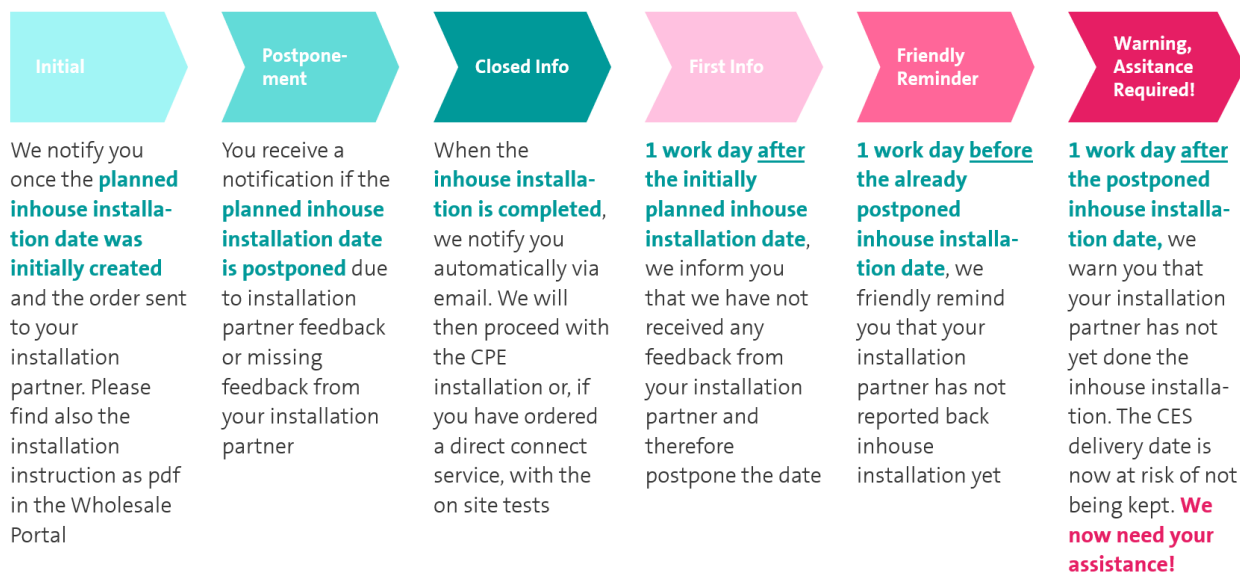 Initial
We notify you
once the planned
inhouse installa-
tion date was
initially created
and the order sent
to your
installation
partner. Please
find also the
installation
instruction as pdf
in the Wholesale
Portal
Postpone-
ment
You receive a
notification if the
planned inhouse
installation date
is postponed due
to installation
partner feedback
or missing
feedback from
your installation
partner
Closed Info
When the
inhouse installa-
tion is completed,
we notify you
automatically via
email. We will
then proceed with
the CPE
installation or, if
you have ordered
a direct connect
service, with the
on site tests
First Info
1 work day after
the initially
planned inhouse
installation date,
we inform you
that we have not
received any
feedback from
your installation
partner and
therefore
postpone the date
Friendly
Reminder
1 work day before
the already
postponed
inhouse installa-
tion date, we
friendly remind
you that your
installation
partner has not
reported back
inhouse
installation yet
Warning,
Assitance
Required!
1 work day after
the postponed
inhouse installa-
tion date, we
warn you that
your installation
partner has not
yet done the
inhouse installa-
tion. The CES
delivery date is
now at risk of not
being kept. We
now need your
assistance!